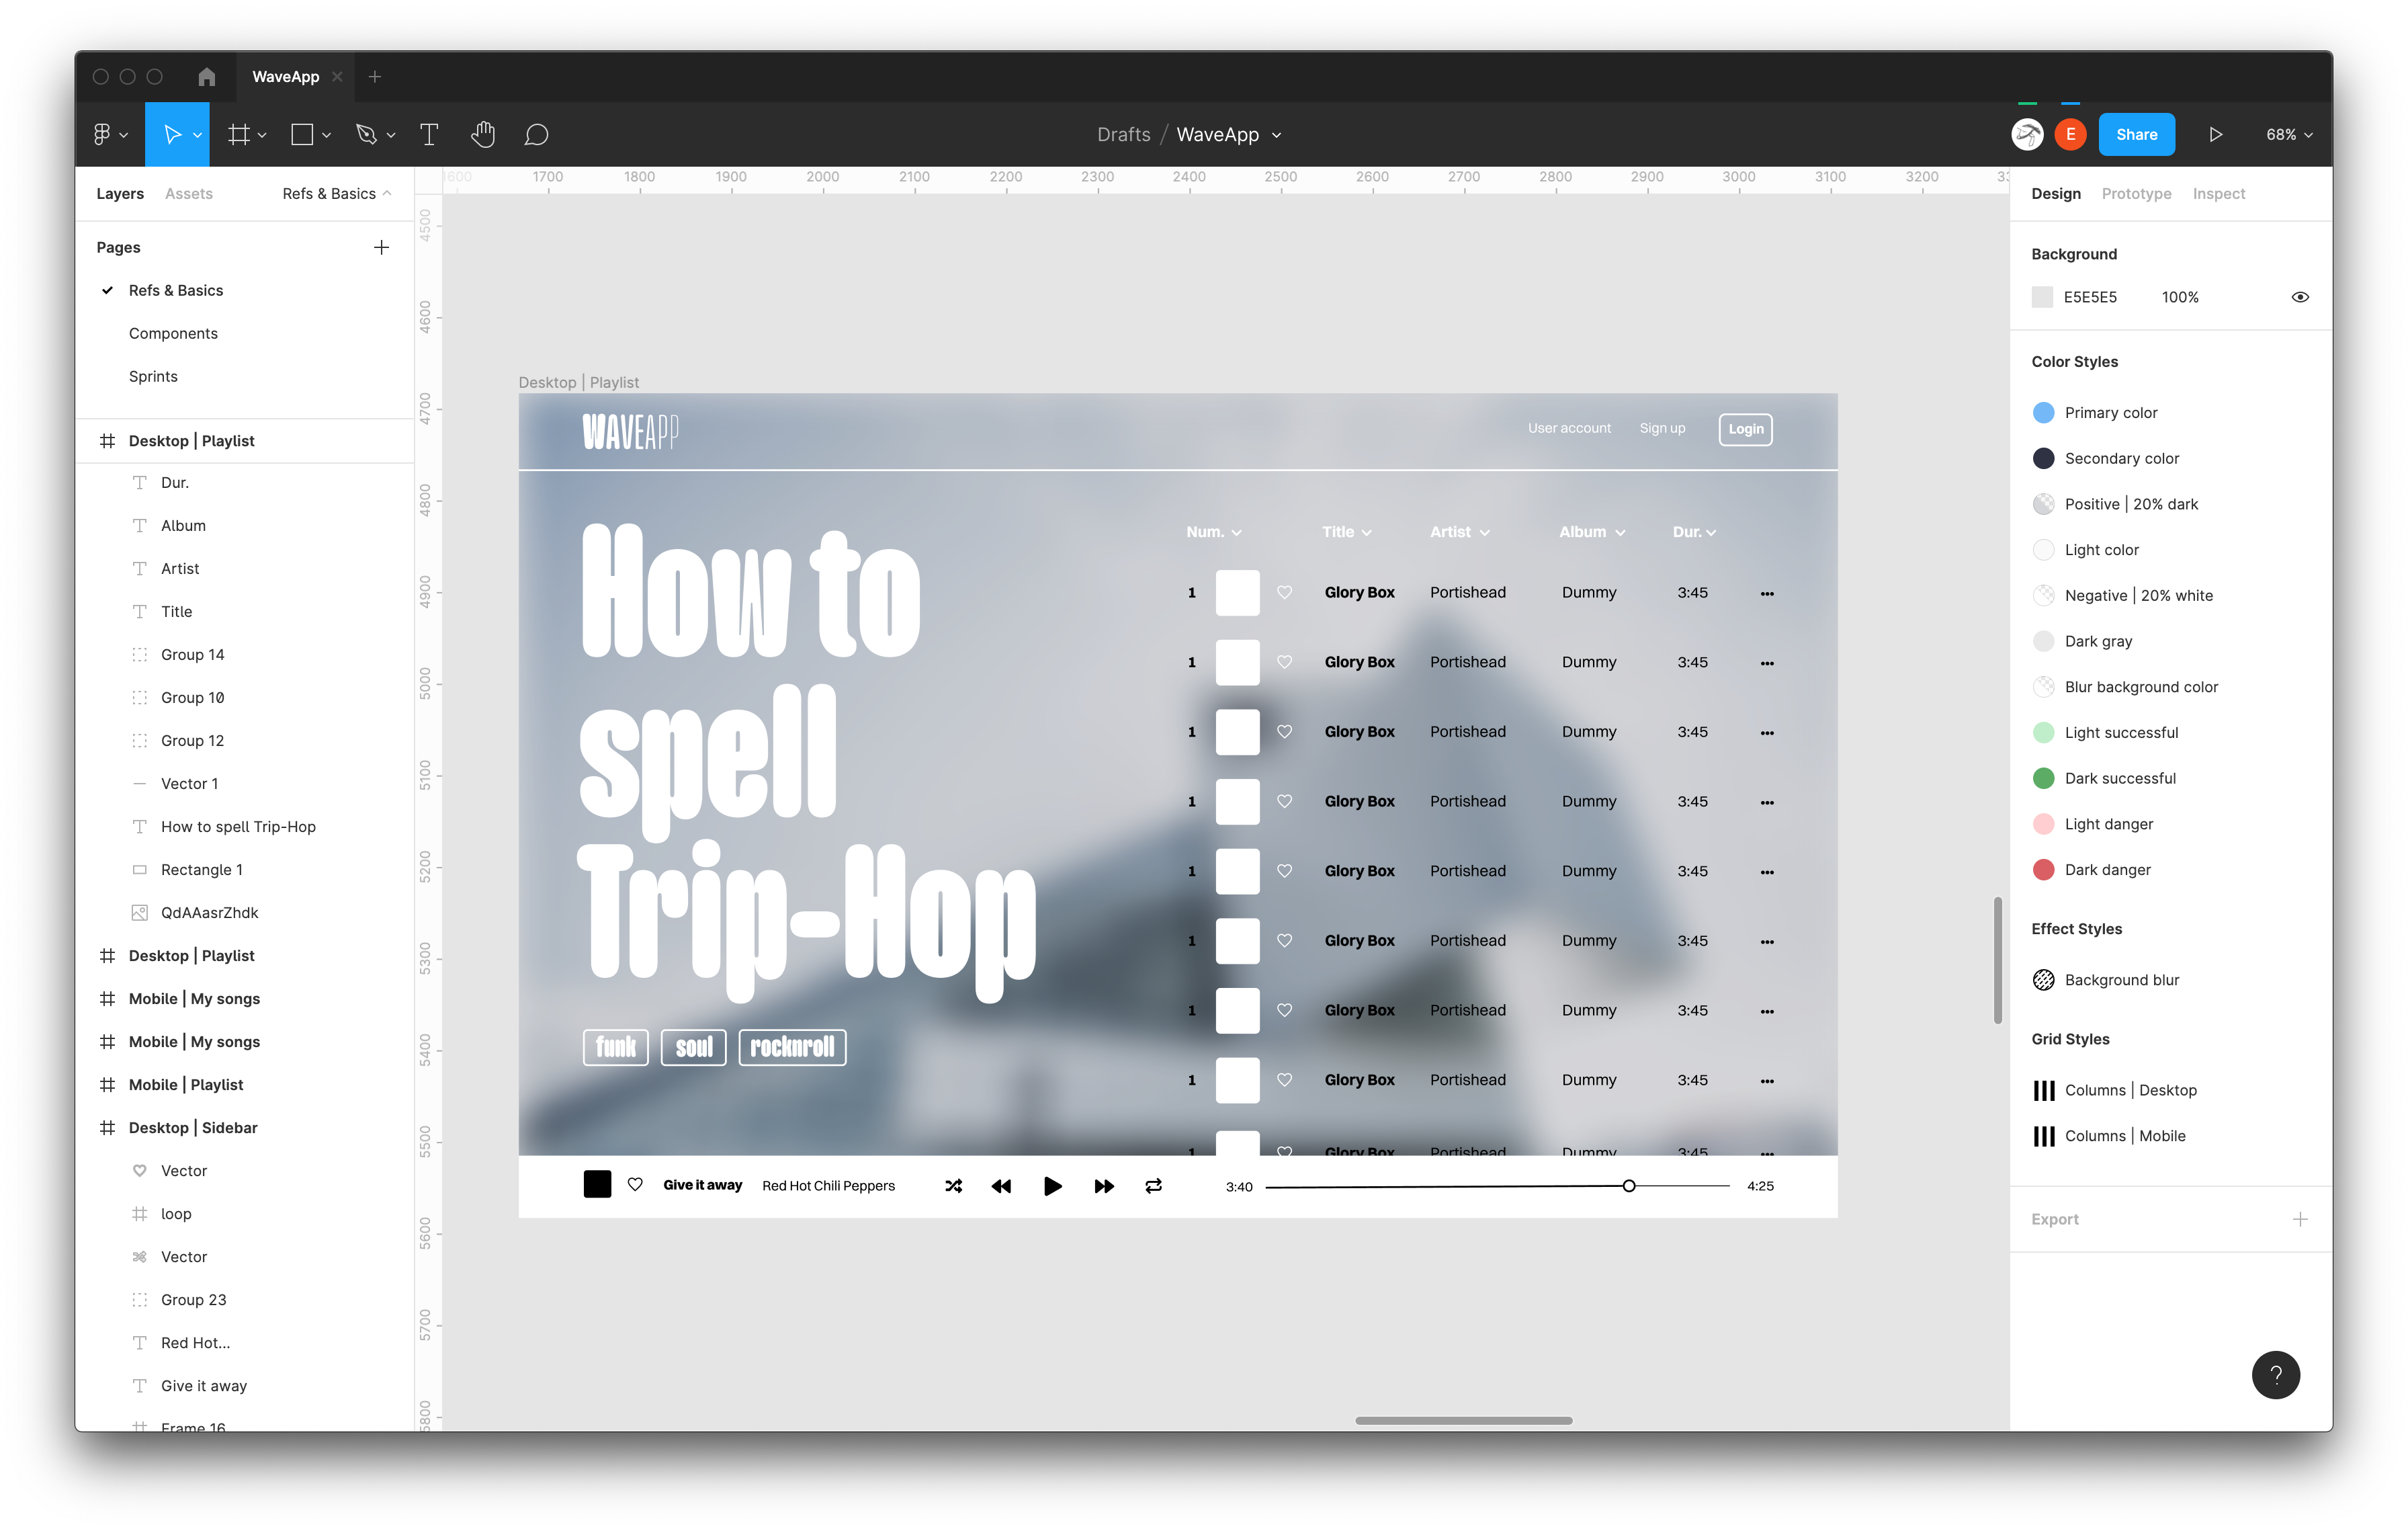 WaveApp
Drafts / WaveApp
E
Share
68%
Layers Assets Refs & Basics
Pages
Refs & Basics
Components
Sprints
Desktop | Playlist
Dur.
Album
Artist
Title
Group 14
Group 10
Group 12
Vector 1
How to spell Trip-Hop
Rectangle 1
QdAAasrZhdk
Desktop | Playlist
Mobile | My songs
Mobile | My songs
Mobile | Playlist
Desktop | Sidebar
Vector
loop
Vector
Group 23
Red Hot...
Give it away
Frame 16
1600 1700 1800 1900 2000 2100 2200 2300 2400 2500 2600 2700 2800 2900 3000 3100 3200
4500
4600
4700
4800
4900
5000
5100
5200
5300
5400
5500
5600
5700
5800
Desktop | Playlist
WAVEAPP
User account Sign up Login
How to
spell
Trip-Hop
funk soul rocknroll
Num. Title Artist Album Dur.
1 Glory Box Portishead Dummy 3:45 •••
1 Glory Box Portishead Dummy 3:45 •••
1 Glory Box Portishead Dummy 3:45 •••
1 Glory Box Portishead Dummy 3:45 •••
1 Glory Box Portishead Dummy 3:45 •••
1 Glory Box Portishead Dummy 3:45 •••
1 Glory Box Portishead Dummy 3:45 •••
1 Glory Box Portishead Dummy 3:45 •••
1 Glory Box Portishead Dummy 3:45 •••
Give it away Red Hot Chili Peppers 3:40 4:25
Design Prototype Inspect
Background
E5E5E5 100%
Color Styles
Primary color
Secondary color
Positive | 20% dark
Light color
Negative | 20% white
Dark gray
Blur background color
Light successful
Dark successful
Light danger
Dark danger
Effect Styles
Background blur
Grid Styles
Columns | Desktop
Columns | Mobile
Export
?